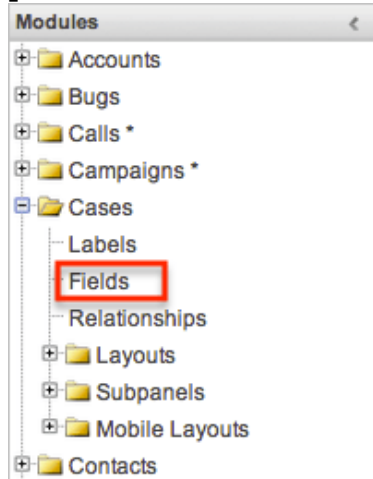 Modules
Accounts
Bugs
Calls *
Campaigns *
Cases
Labels
Fields
Relationships
Layouts
Subpanels
Mobile Layouts
Contacts